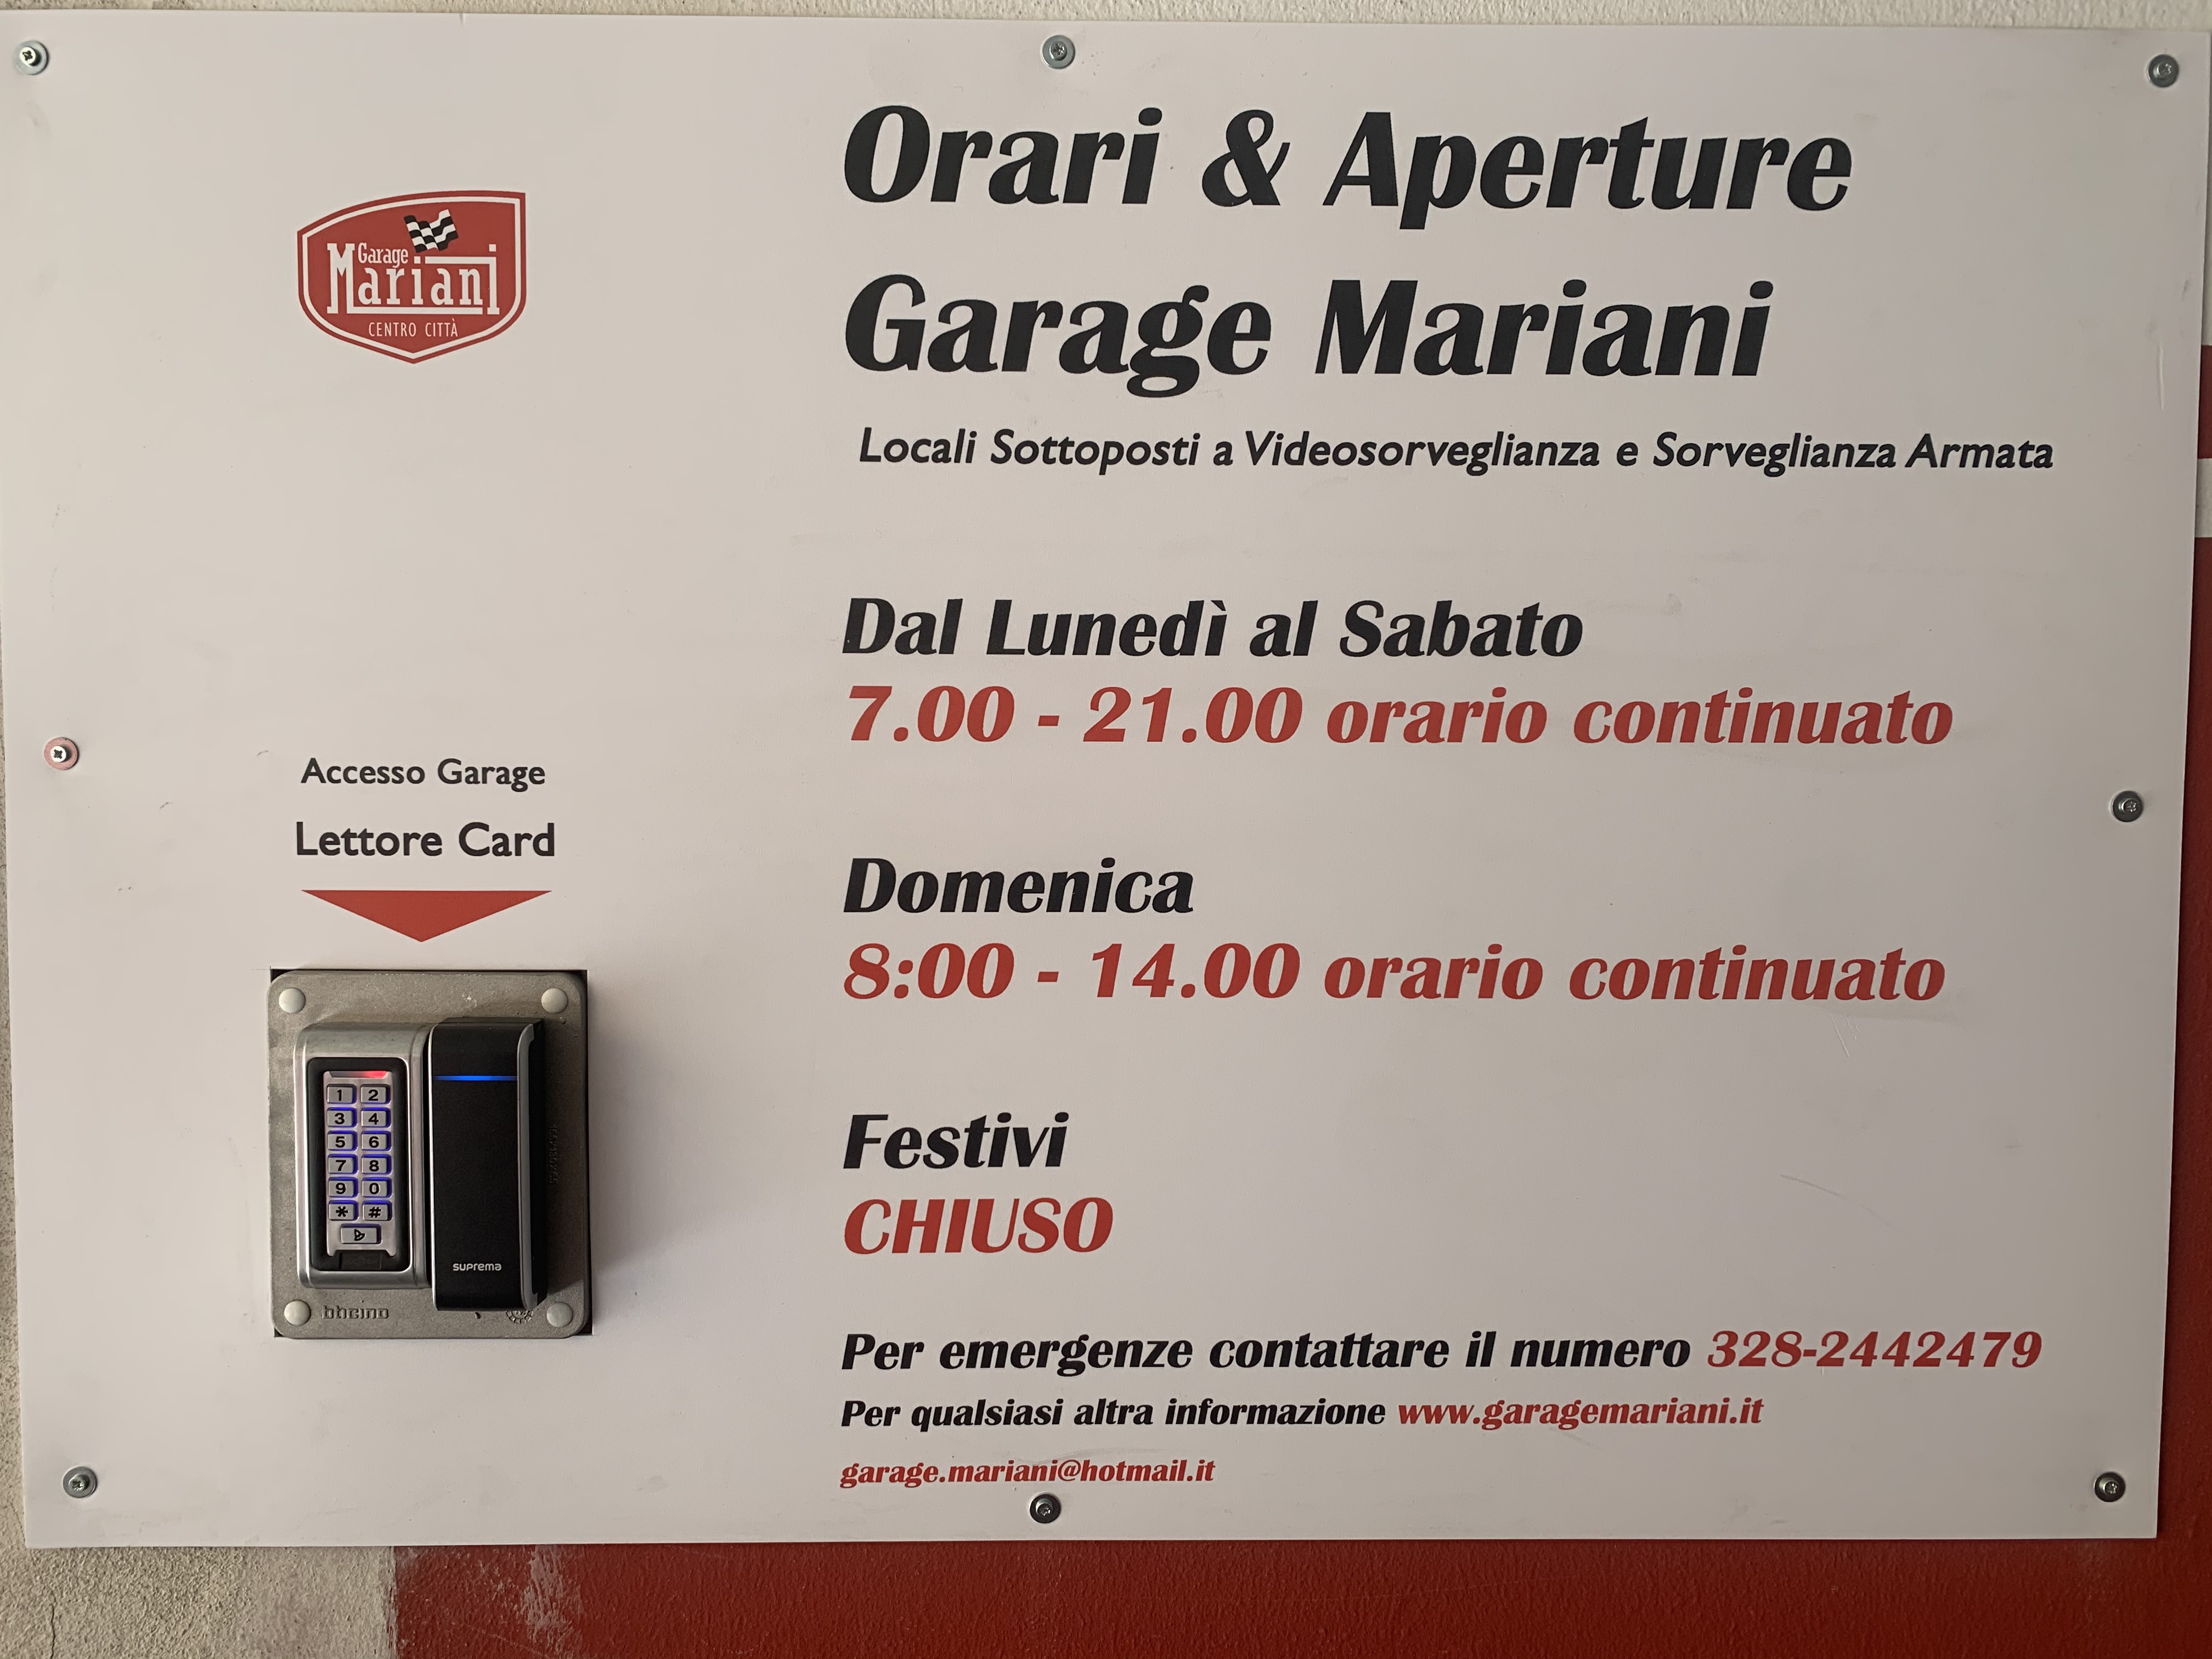 Orari & Aperture
Garage Mariani
Locali Sottoposti a Videosorveglianza e Sorveglianza Armata
Garage
Mariani
CENTRO CITTÀ
Dal Lunedì al Sabato
7.00 - 21.00 orario continuato
Domenica
8:00 - 14.00 orario continuato
Festivi
CHIUSO
Per emergenze contattare il numero 328-2442479
Per qualsiasi altra informazione www.garagemariani.it
garage.mariani@hotmail.it
Accesso Garage
Lettore Card
1 2
3 4
5 6
7 8
9 0
* #
suprema
bticino